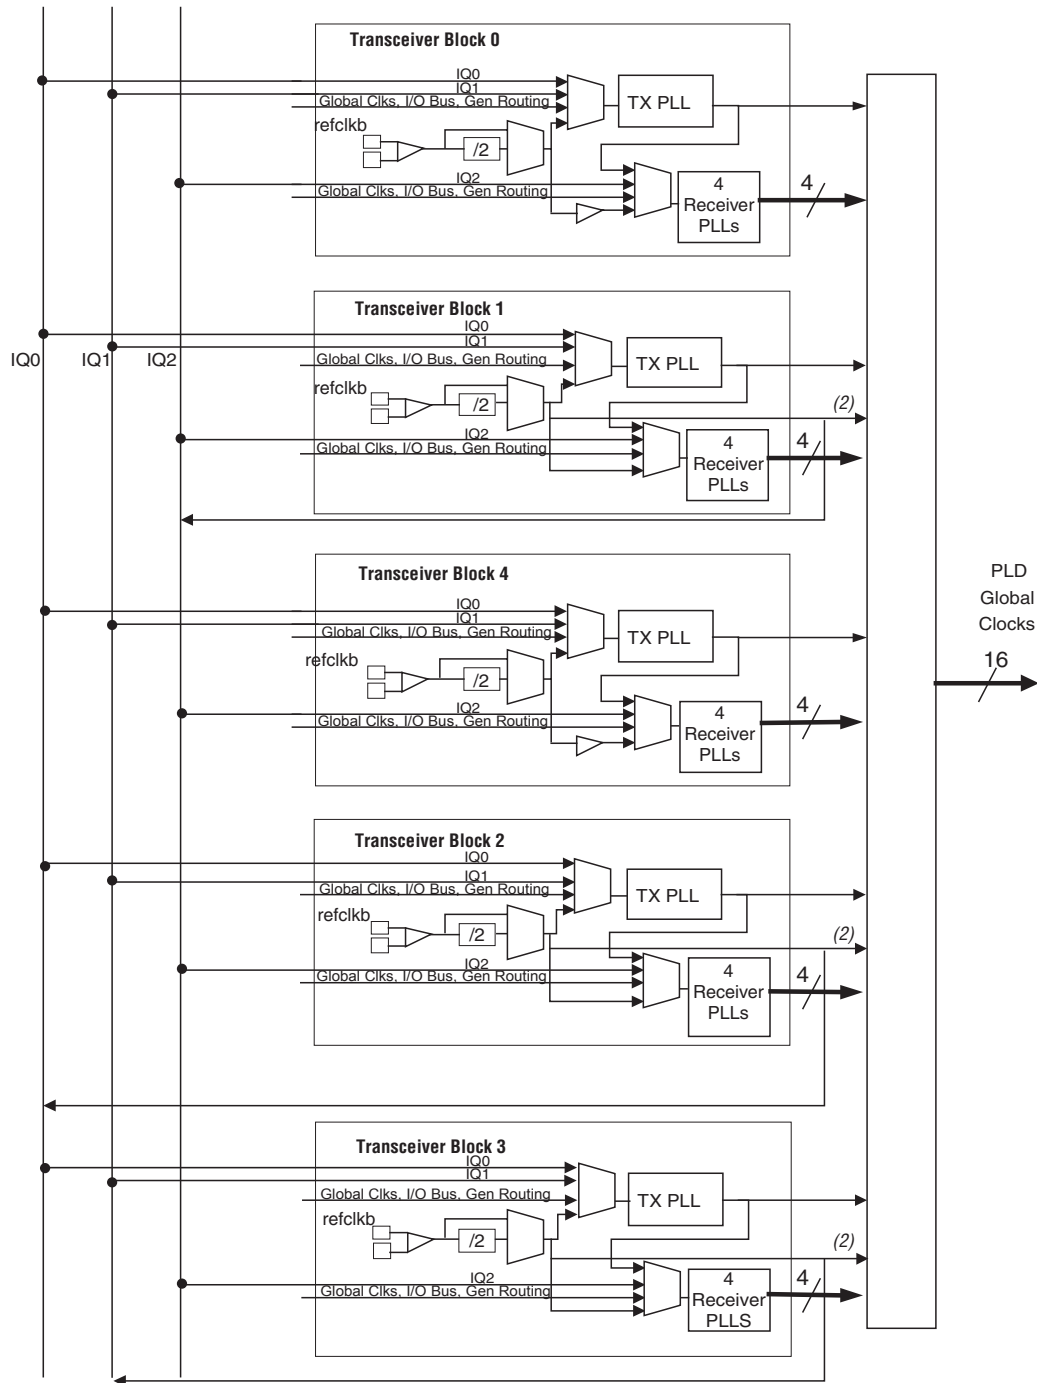 Transceiver Block 0
IQ0
IQ1
Global Clks, I/O Bus, Gen Routing
TX PLL
refclkb
/2
IQ2
Global Clks, I/O Bus, Gen Routing
4
Receiver
PLLs
4
Transceiver Block 1
IQ0
IQ1
IQ0
IQ1
IQ2
Global Clks, I/O Bus, Gen Routing
TX PLL
refclkb
/2
(2)
IQ2
Global Clks, I/O Bus, Gen Routing
4
Receiver
PLLs
4
Transceiver Block 4
IQ0
IQ1
Global Clks, I/O Bus, Gen Routing
TX PLL
refclkb
/2
IQ2
Global Clks, I/O Bus, Gen Routing
4
Receiver
PLLs
4
PLD
Global
Clocks
16
Transceiver Block 2
IQ0
IQ1
Global Clks, I/O Bus, Gen Routing
TX PLL
refclkb
/2
(2)
IQ2
Global Clks, I/O Bus, Gen Routing
4
Receiver
PLLs
4
Transceiver Block 3
IQ0
IQ1
Global Clks, I/O Bus, Gen Routing
TX PLL
refclkb
/2
(2)
IQ2
Global Clks, I/O Bus, Gen Routing
4
Receiver
PLLS
4